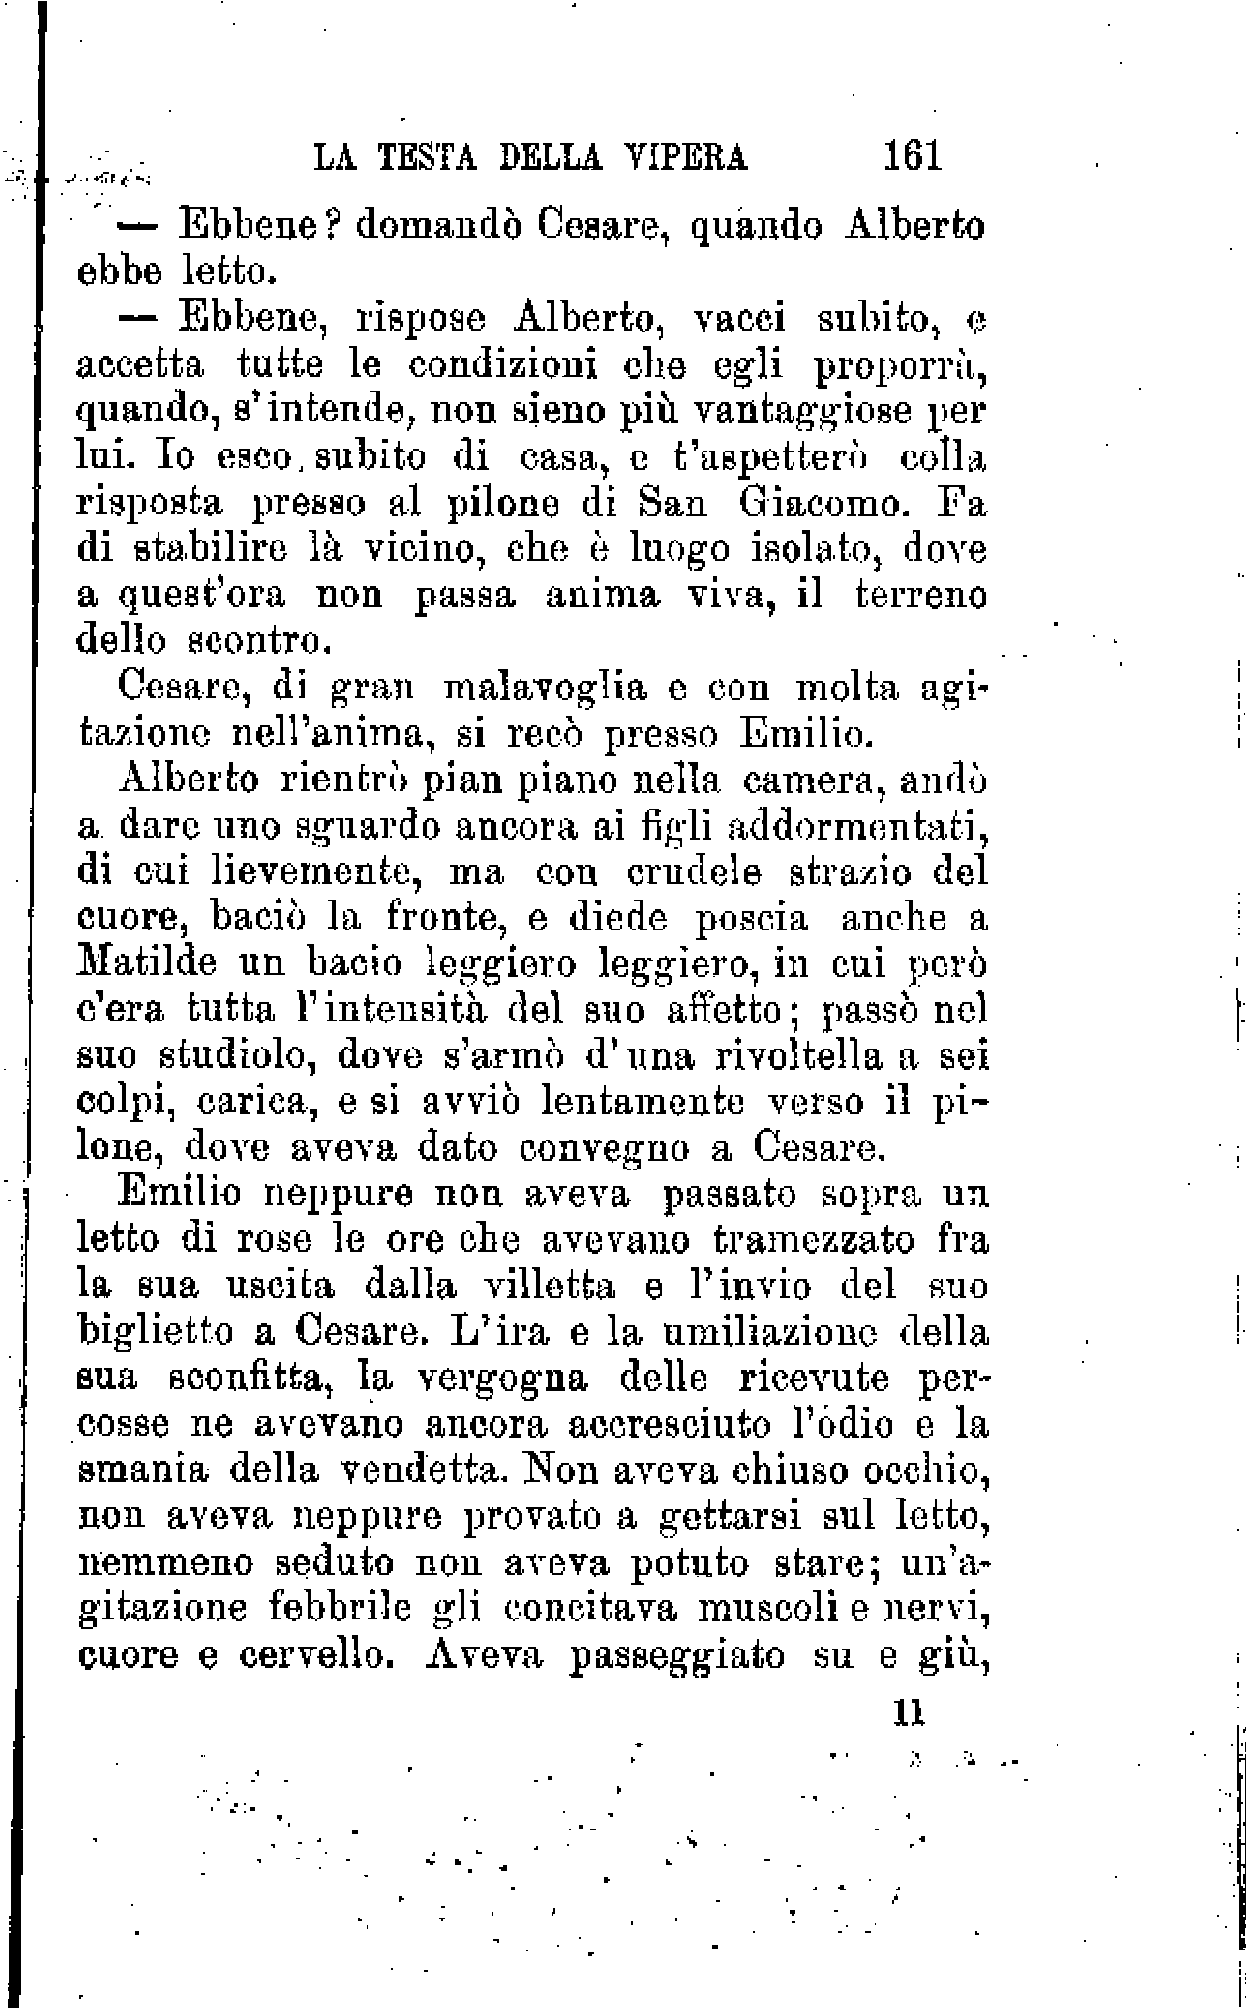 LA TESTA DELLA VIPERA 161
— Ebbene? domandò Cesare, quando Alberto
ebbe letto.
— Ebbene, rispose Alberto, vacci subito, e
accetta tutte le condizioni che egli proporrà,
quando, s'intende, non sieno più vantaggiose per
lui. Io esco subito di casa, e t'aspetterò colla
risposta presso al pilone di San Giacomo. Fa
di stabilire là vicino, che è luogo isolato, dove
a quest'ora non passa anima viva, il terreno
dello scontro.
Cesare, di gran malavoglia e con molta agi-
tazione nell'anima, si recò presso Emilio.
Alberto rientrò pian piano nella camera, andò
a dare uno sguardo ancora ai figli addormentati,
di cui lievemente, ma con crudele strazio del
cuore, baciò la fronte, e diede poscia anche a
Matilde un bacio leggiero leggiero, in cui però
c'era tutta l'intensità del suo affetto; passò nel
suo studiolo, dove s'armò d'una rivoltella a sei
colpi, carica, e si avviò lentamente verso il pi-
lone, dove aveva dato convegno a Cesare.
Emilio neppure non aveva passato sopra un
letto di rose le ore che avevano tramezzato fra
la sua uscita dalla villetta e l'invio del suo
biglietto a Cesare. L'ira e la umiliazione della
sua sconfitta, la vergogna delle ricevute per-
cosse ne avevano ancora accresciuto l'odio e la
smania della vendetta. Non aveva chiuso occhio,
non aveva neppure provato a gettarsi sul letto,
nemmeno seduto non aveva potuto stare; un'a-
gitazione febbrile gli concitava muscoli e nervi,
cuore e cervello. Aveva passeggiato su e giù,
11